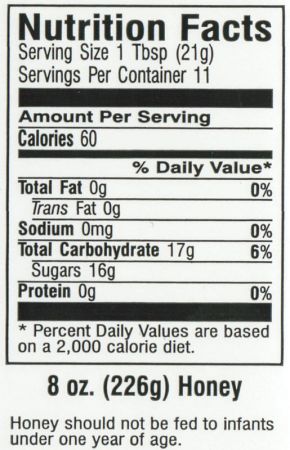 Nutrition Facts
Serving Size 1 Tbsp (21g)
Servings Per Container 11
Amount Per Serving
Calories 60
% Daily Value*
Total Fat 0g 0%
Trans Fat 0g
Sodium 0mg 0%
Total Carbohydrate 17g 6%
Sugars 16g
Protein 0g 0%
* Percent Daily Values are based
on a 2,000 calorie diet.
8 oz. (226g) Honey
Honey should not be fed to infants
under one year of age.